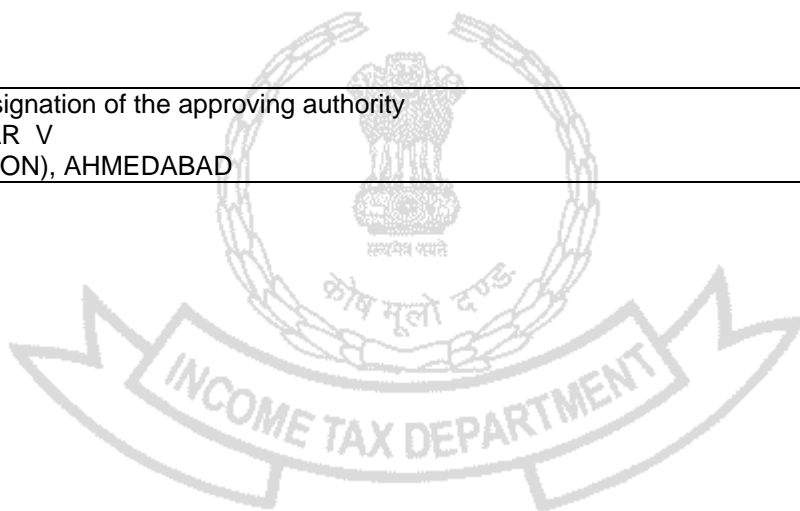 signation of the approving authority
AR V
ON), AHMEDABAD
सत्यमेव जयते
कोष मूलो दण्डः
INCOME TAX DEPARTMENT